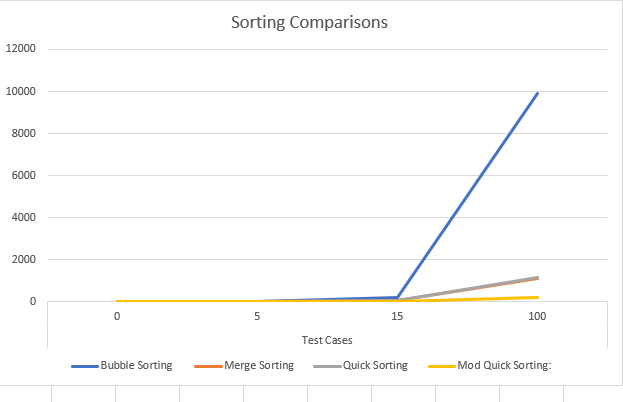 Sorting Comparisons
12000
10000
8000
6000
4000
2000
0
0 5 15 100
Test Cases
Bubble Sorting Merge Sorting Quick Sorting Mod Quick Sorting: